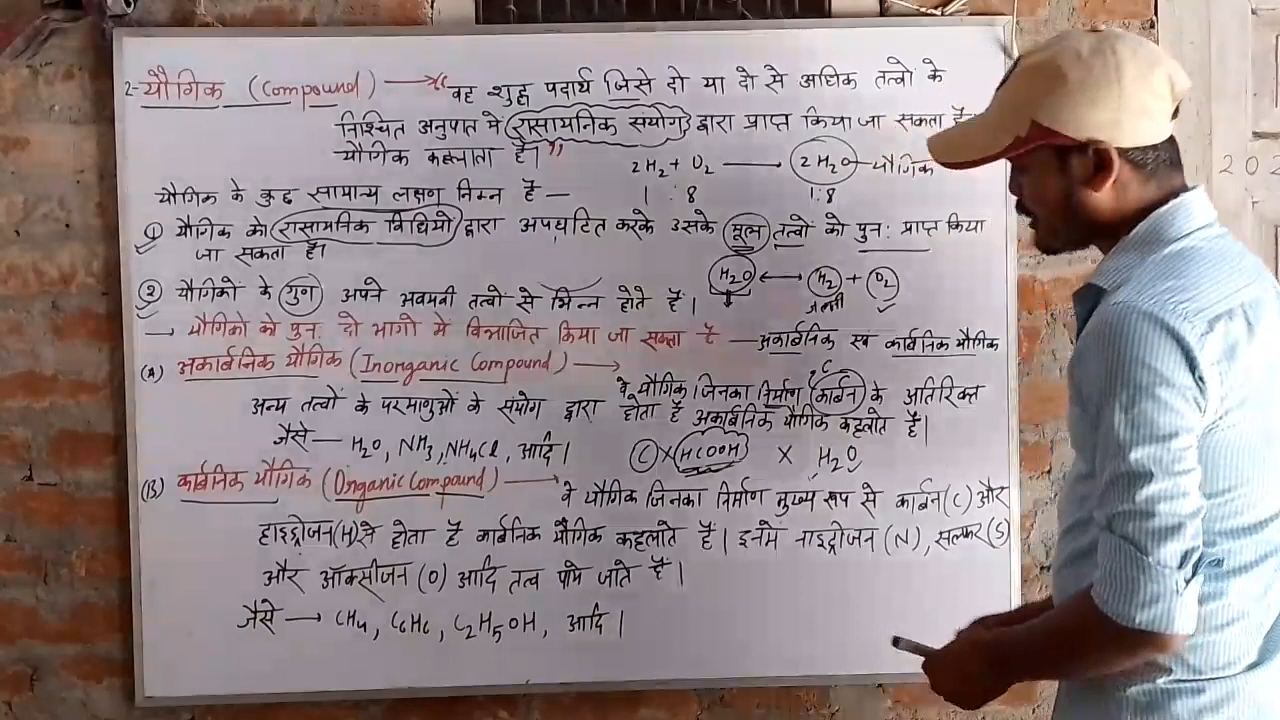 2- यौगिक (Compound) → “वह शुद्ध पदार्थ जिसे दो या दो से अधिक तत्वो के
निश्चित अनुपात मे रासायनिक संयोग द्वारा प्राप्त किया जा सकता है
यौगिक कहलाता है।”
2H₂ + O₂ → 2H₂O — यौगिक
1 : 8 1:8
यौगिक के कुछ सामान्य लक्षण निम्न है —
① यौगिक को रासायनिक विधियो द्वारा अपघटित करके उसके मूल तत्वो को पुन: प्राप्त किया
जा सकता है।
H₂O ↔ H₂ + O₂
② यौगिकों के गुण अपने अवयवी तत्वो से भिन्न होते है।
→ यौगिको को पुन: दो भागो में विभाजित किया जा सकता है — अकार्बनिक एवं कार्बनिक यौगिक
(A) अकार्बनिक यौगिक (Inorganic Compound) →
C
वे यौगिक जिनका निर्माण कार्बन के अतिरिक्त
अन्य तत्वों के परमाणुओं के संयोग द्वारा होता है अकार्बनिक यौगिक कहलाते हैं।
जैसे — H₂O, NH₃, NH₄Cl, आदि। C × HCOOH × H₂O
(B) कार्बनिक यौगिक (Organic Compound) → वे यौगिक जिनका निर्माण मुख्य रूप से कार्बन(C) और
हाइड्रोजन(H)से होता है कार्बनिक यौगिक कहलाते हैं। इनमे नाइट्रोजन (N), सल्फर(S)
और ऑक्सीजन (O) आदि तत्व पाये जाते हैं।
जैसे → CH₄, C₆H₆, C₂H₅OH, आदि।
202